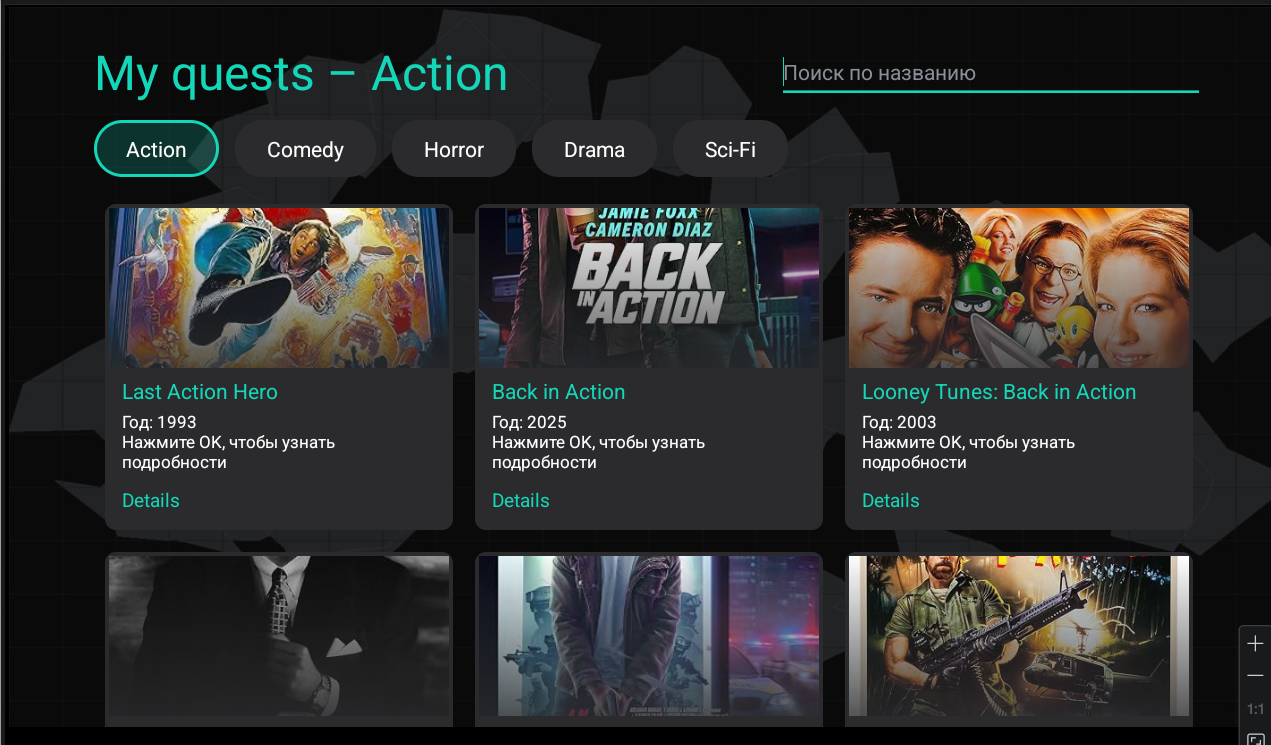 My quests – Action
Поиск по названию
Action
Comedy
Horror
Drama
Sci-Fi
JAMIE FOXX
CAMERON DIAZ
BACK
IN ACTION
Last Action Hero
Год: 1993
Нажмите OK, чтобы узнать
подробности
Details
Back in Action
Год: 2025
Нажмите OK, чтобы узнать
подробности
Details
Looney Tunes: Back in Action
Год: 2003
Нажмите OK, чтобы узнать
подробности
Details
1:1